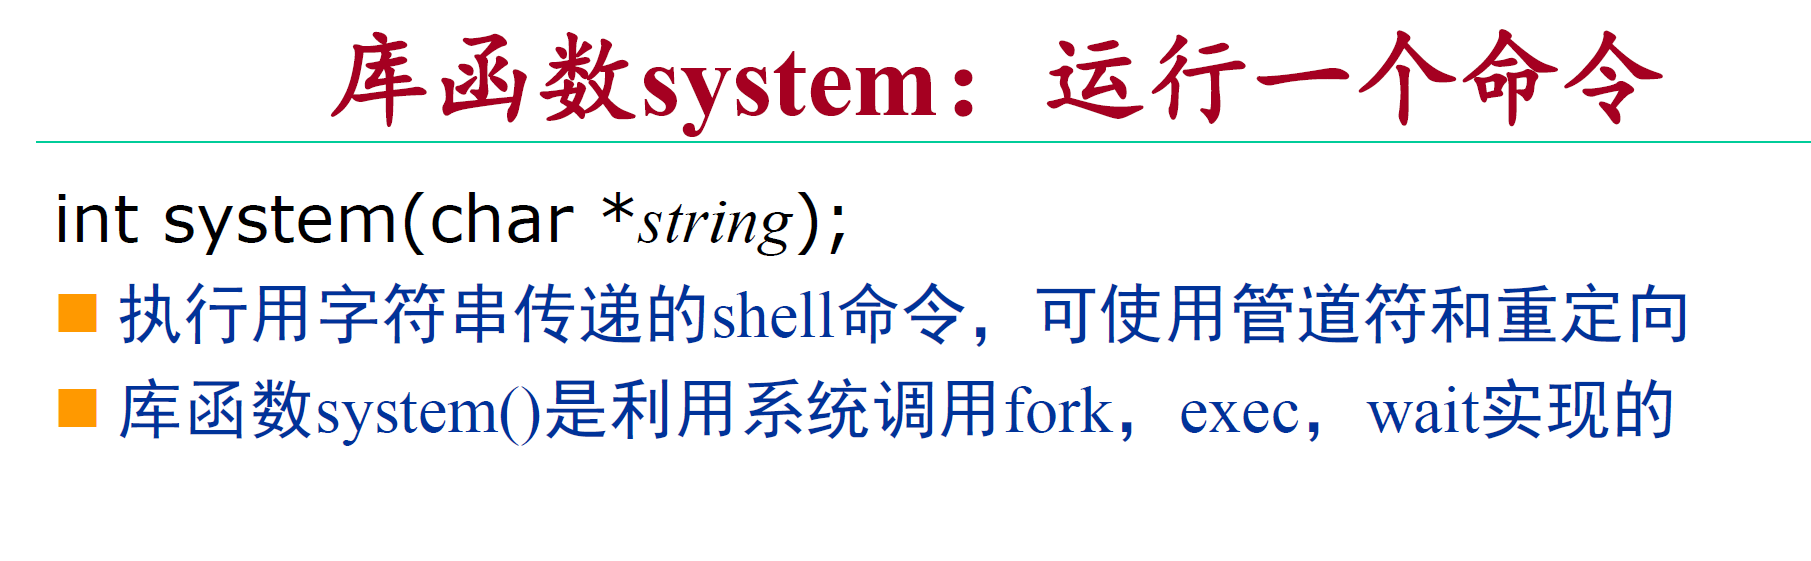 库函数system：运行一个命令
int system(char *string);
执行用字符串传递的shell命令，可使用管道符和重定向
库函数system()是利用系统调用fork，exec，wait实现的